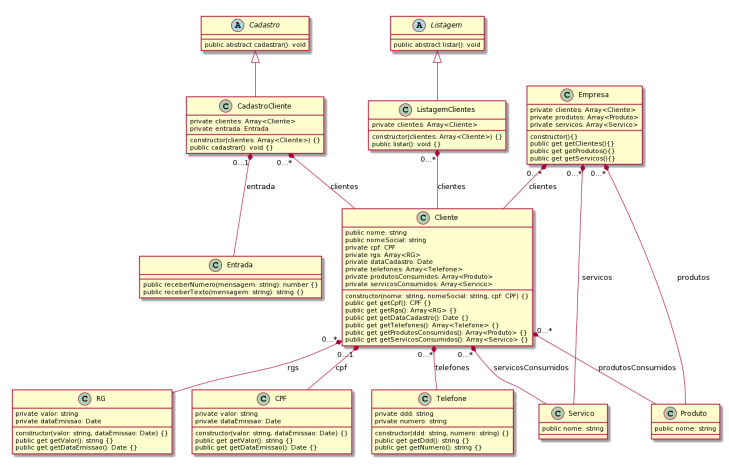 A Cadastro
public abstract cadastrar(): void
A Listagem
public abstract listar(): void
C CadastroCliente
private clientes: Array<Cliente>
private entrada: Entrada
constructor(clientes: Array<Cliente>) {}
public cadastrar(): void {}
C ListagemClientes
private clientes: Array<Cliente>
constructor(clientes: Array<Cliente>) {}
public listar(): void {}
C Empresa
private clientes: Array<Cliente>
private produtos: Array<Produto>
private servicos: Array<Servico>
constructor(){}
public get getClientes(){}
public get getProdutos(){}
public get getServicos(){}
0...1
0...*
0...*
0...*
0...*
0...*
entrada
clientes
clientes
clientes
C Cliente
public nome: string
public nomeSocial: string
private cpf: CPF
private rgs: Array<RG>
private dataCadastro: Date
private telefones: Array<Telefone>
private produtosConsumidos: Array<Produto>
private servicosConsumidos: Array<Servico>
constructor(nome: string, nomeSocial: string, cpf: CPF) {}
public get getCpf(): CPF {}
public get getRgs(): Array<RG> {}
public get getDataCadastro(): Date {}
public get getTelefones(): Array<Telefone> {}
public get getProdutosConsumidos(): Array<Produto> {}
public get getServicosConsumidos(): Array<Servico> {}
C Entrada
public receberNumero(mensagem: string): number {}
public receberTexto(mensagem: string): string {}
servicos
produtos
0...*
0...1
0...*
0...*
0...*
rgs
cpf
telefones
servicosConsumidos
produtosConsumidos
C RG
private valor: string
private dataEmissao: Date
constructor(valor: string, dataEmissao: Date) {}
public get getValor(): string {}
public get getDataEmissao(): Date {}
C CPF
private valor: string
private dataEmissao: Date
constructor(valor: string, dataEmissao: Date) {}
public get getValor(): string {}
public get getDataEmissao(): Date {}
C Telefone
private ddd: string
private numero: string
constructor(ddd: string, numero: string) {}
public get getDdd(): string {}
public get getNumero(): string {}
C Servico
public nome: string
C Produto
public nome: string